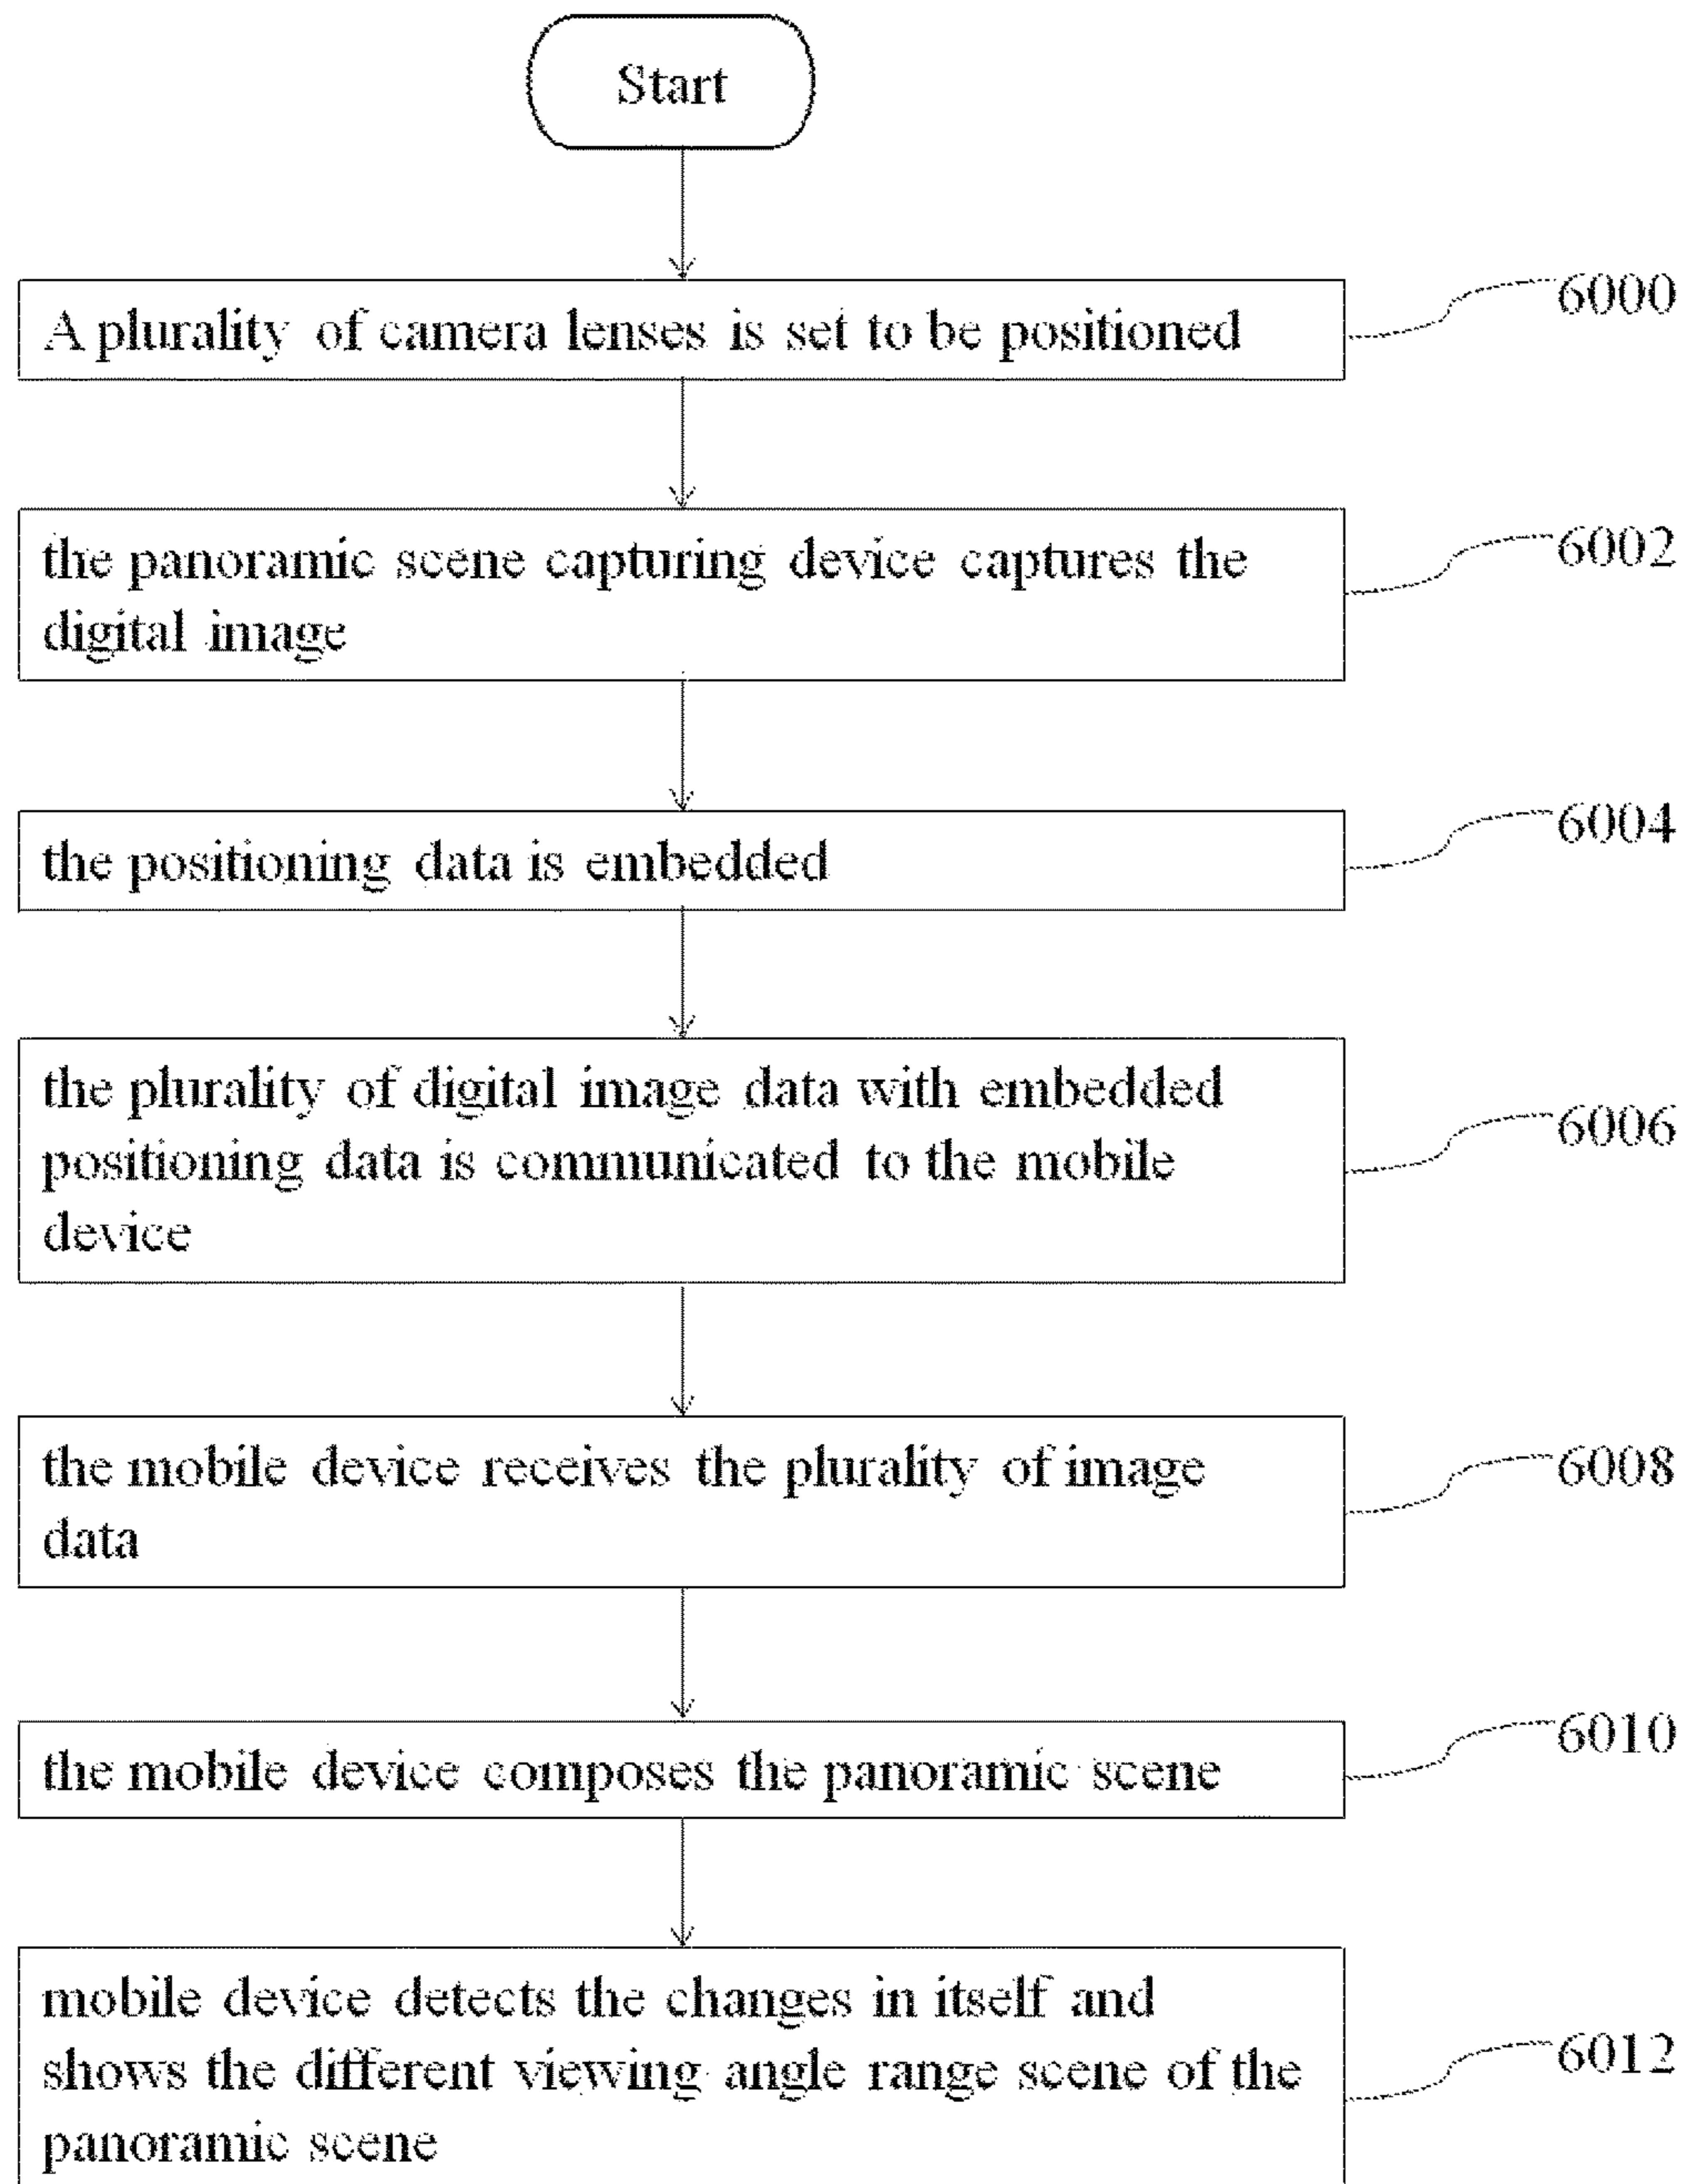 Start
A plurality of camera lenses is set to be positioned
6000
the panoramic scene capturing device captures the
digital image
6002
the positioning data is embedded
6004
the plurality of digital image data with embedded
positioning data is communicated to the mobile
device
6006
the mobile device receives the plurality of image
data
6008
the mobile device composes the panoramic scene
6010
mobile device detects the changes in itself and
shows the different viewing angle range scene of the
panoramic scene
6012